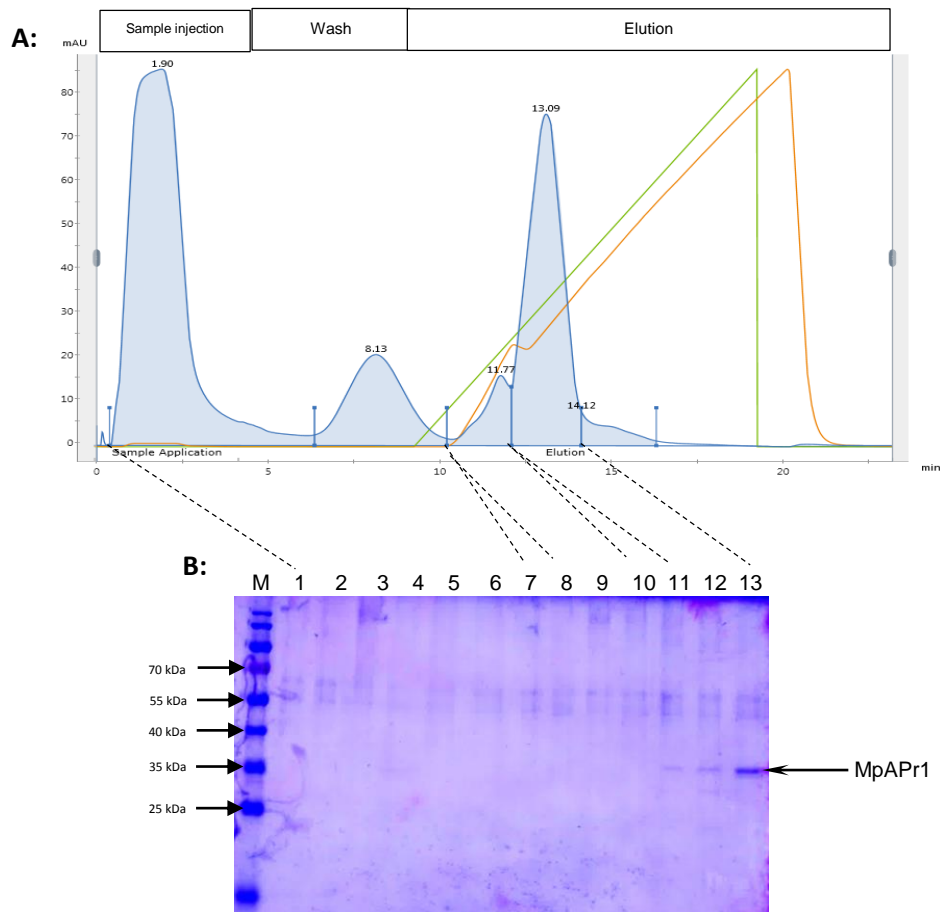 A:
Sample injection Wash Elution
mAU
1.90
80
70
60
50
40
30
20
10
0
13.09
8.13
11.77
14.12
Sample Application Elution
0 5 10 15 20 min
B:
M 1 2 3 4 5 6 7 8 9 10 11 12 13
70 kDa
55 kDa
40 kDa
35 kDa
25 kDa
MpAPr1